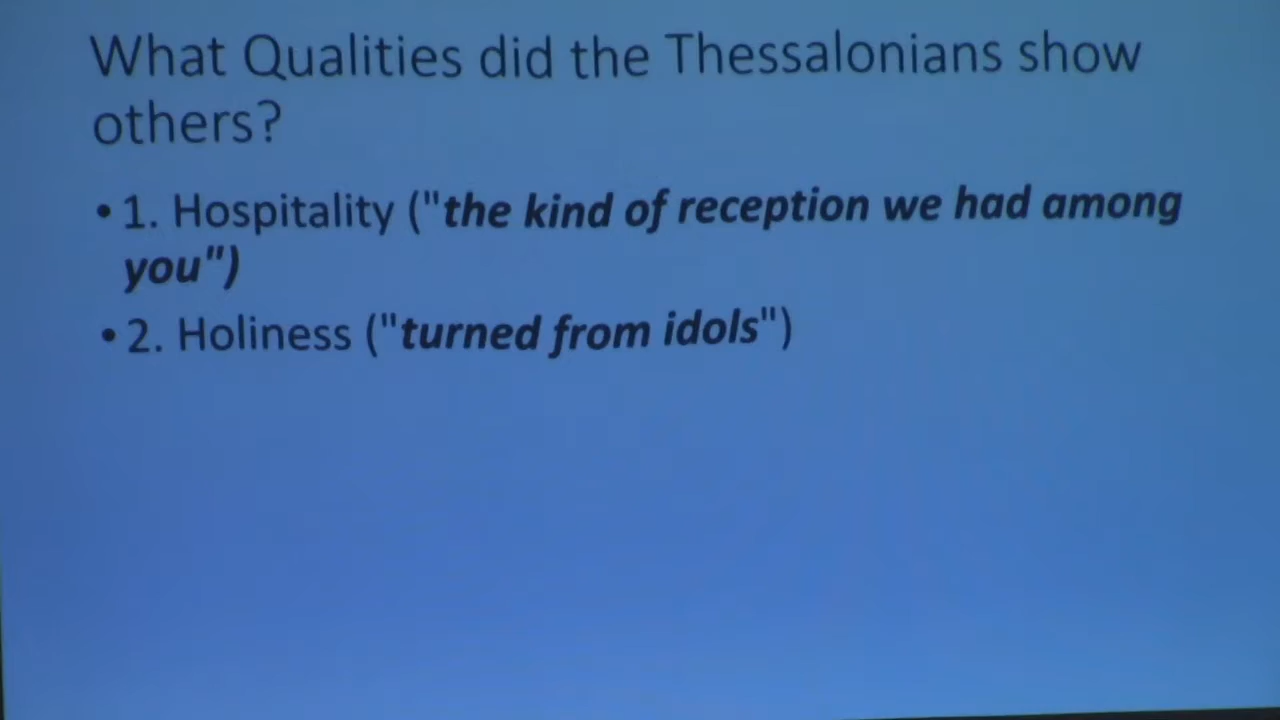 What Qualities did the Thessalonians show
others?
• 1. Hospitality ("the kind of reception we had among
you")
• 2. Holiness ("turned from idols")